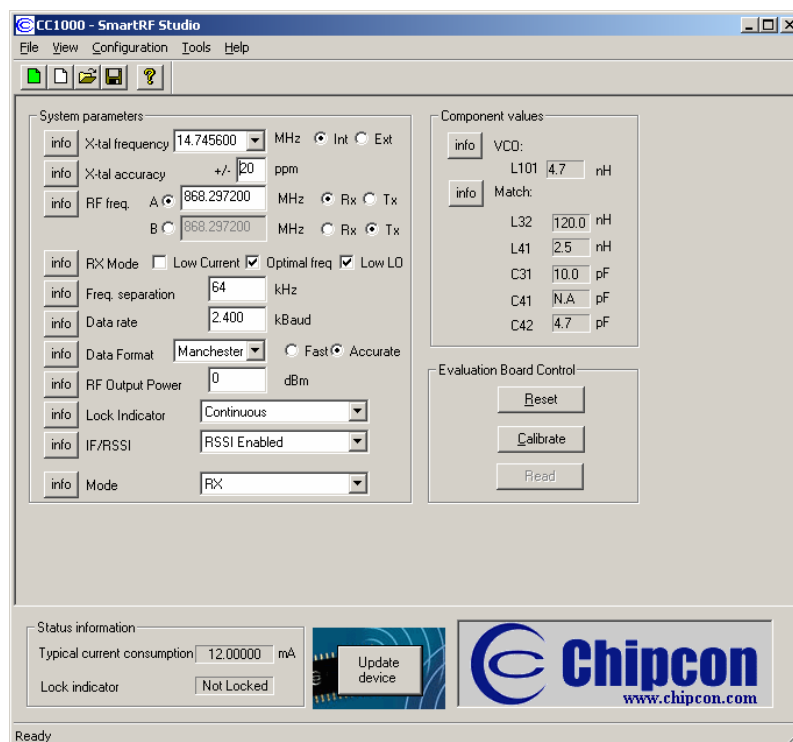 CC1000 - SmartRF Studio
File View Configuration Tools Help
System parameters
info X-tal frequency 14.745600 MHz Int Ext
info X-tal accuracy +/- 20 ppm
info RF freq. A 868.297200 MHz Rx Tx
B 868.297200 MHz Rx Tx
info RX Mode Low Current Optimal freq Low LO
info Freq. separation 64 kHz
info Data rate 2.400 kBaud
info Data Format Manchester Fast Accurate
info RF Output Power 0 dBm
info Lock Indicator Continuous
info IF/RSSI RSSI Enabled
info Mode RX
Component values
info VCO:
L101 4.7 nH
info Match:
L32 120.0 nH
L41 2.5 nH
C31 10.0 pF
C41 N.A pF
C42 4.7 pF
Evaluation Board Control
Reset
Calibrate
Read
Status information
Typical current consumption 12.00000 mA
Lock indicator Not Locked
Update
device
Chipcon
www.chipcon.com
Ready